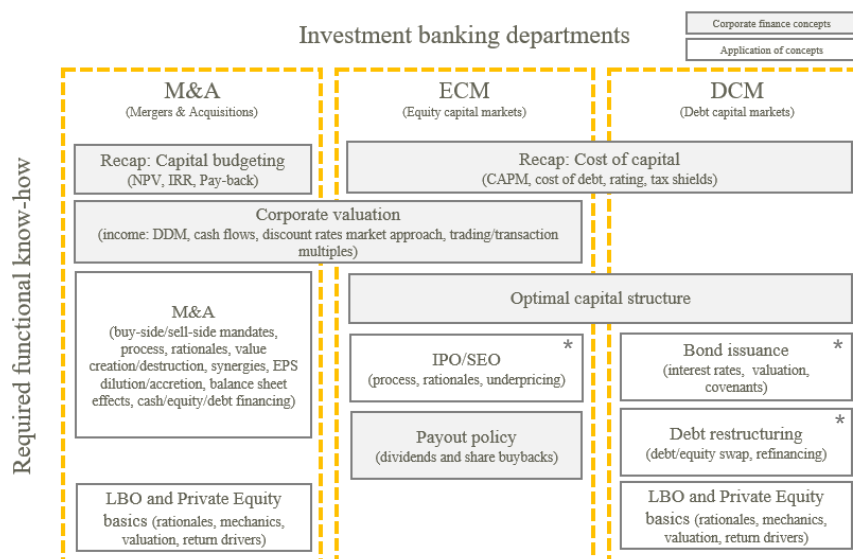 Investment banking departments
Corporate finance concepts
Application of concepts
Required functional know-how
M&A
(Mergers & Acquisitions)
ECM
(Equity capital markets)
DCM
(Debt capital markets)
Recap: Capital budgeting
(NPV, IRR, Pay-back)
Recap: Cost of capital
(CAPM, cost of debt, rating, tax shields)
Corporate valuation
(income: DDM, cash flows, discount rates market approach, trading/transaction
multiples)
M&A
(buy-side/sell-side mandates,
process, rationales, value
creation/destruction, synergies, EPS
dilution/accretion, balance sheet
effects, cash/equity/debt financing)
Optimal capital structure
IPO/SEO *
(process, rationales, underpricing)
Bond issuance *
(interest rates, valuation,
covenants)
Payout policy
(dividends and share buybacks)
Debt restructuring *
(debt/equity swap, refinancing)
LBO and Private Equity
basics (rationales, mechanics,
valuation, return drivers)
LBO and Private Equity
basics (rationales, mechanics,
valuation, return drivers)